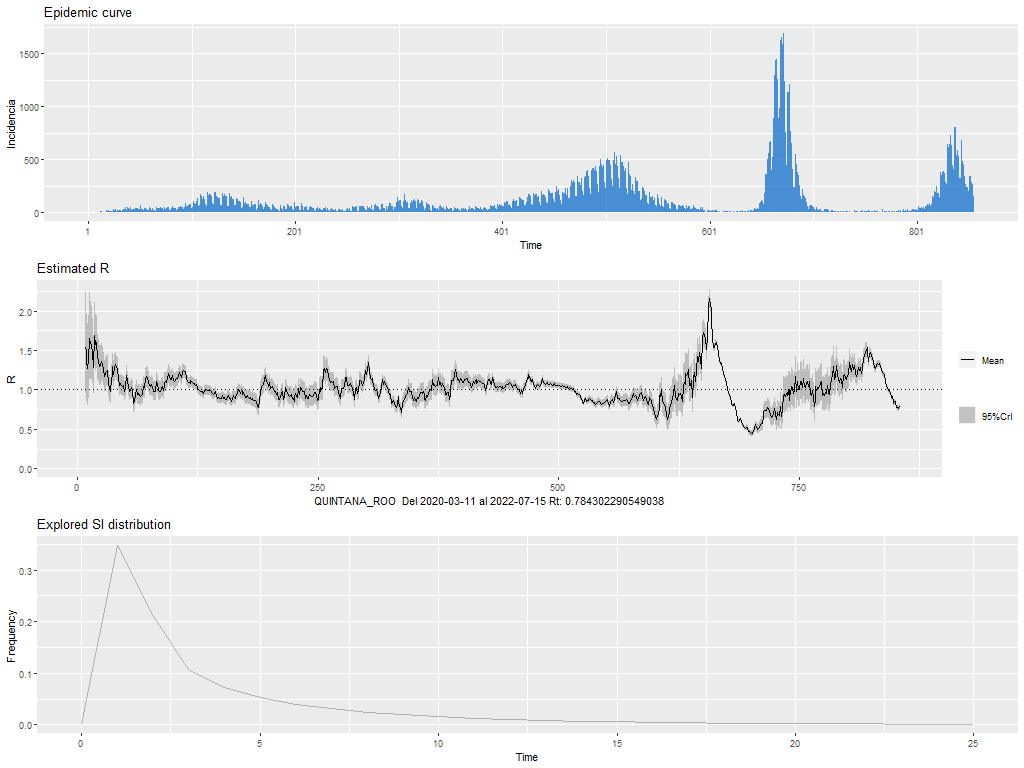 Epidemic curve
1500
1000
500
0
Incidencia
1 201 401 601 801
Time
Estimated R
2.0
1.5
1.0
0.5
0.0
R
Mean
95%CrI
0 250 500 750
QUINTANA_ROO Del 2020-03-11 al 2022-07-15 Rt: 0.784302290549038
Explored SI distribution
0.3
0.2
0.1
0.0
Frequency
0 5 10 15 20 25
Time